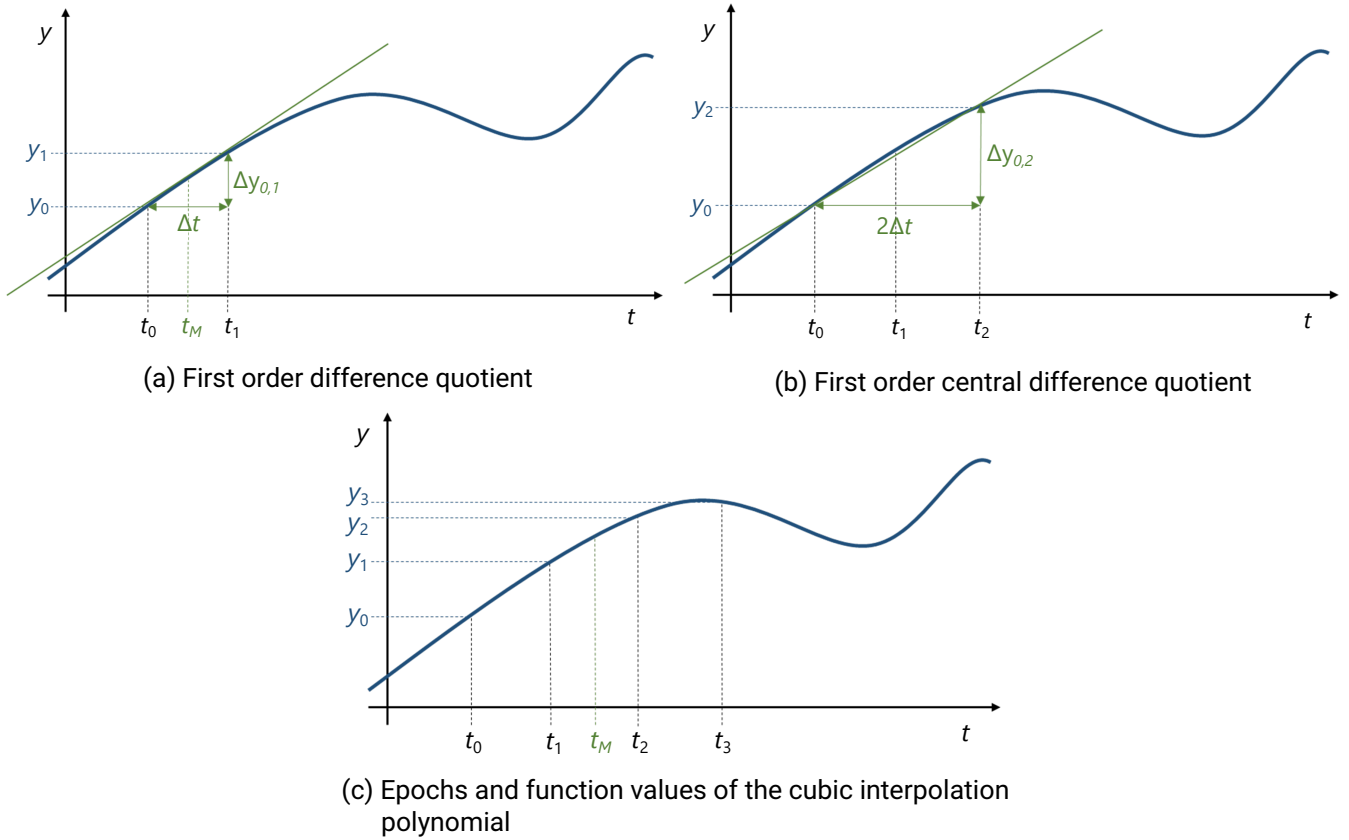 y
y₁
y₀
Δy₀,₁
Δt
t₀ t_M t₁
t
(a) First order difference quotient
y
y₂
y₀
Δy₀,₂
2Δt
t₀ t₁ t₂
t
(b) First order central difference quotient
y
y₃
y₂
y₁
y₀
t₀ t₁ t_M t₂ t₃
t
(c) Epochs and function values of the cubic interpolation
polynomial